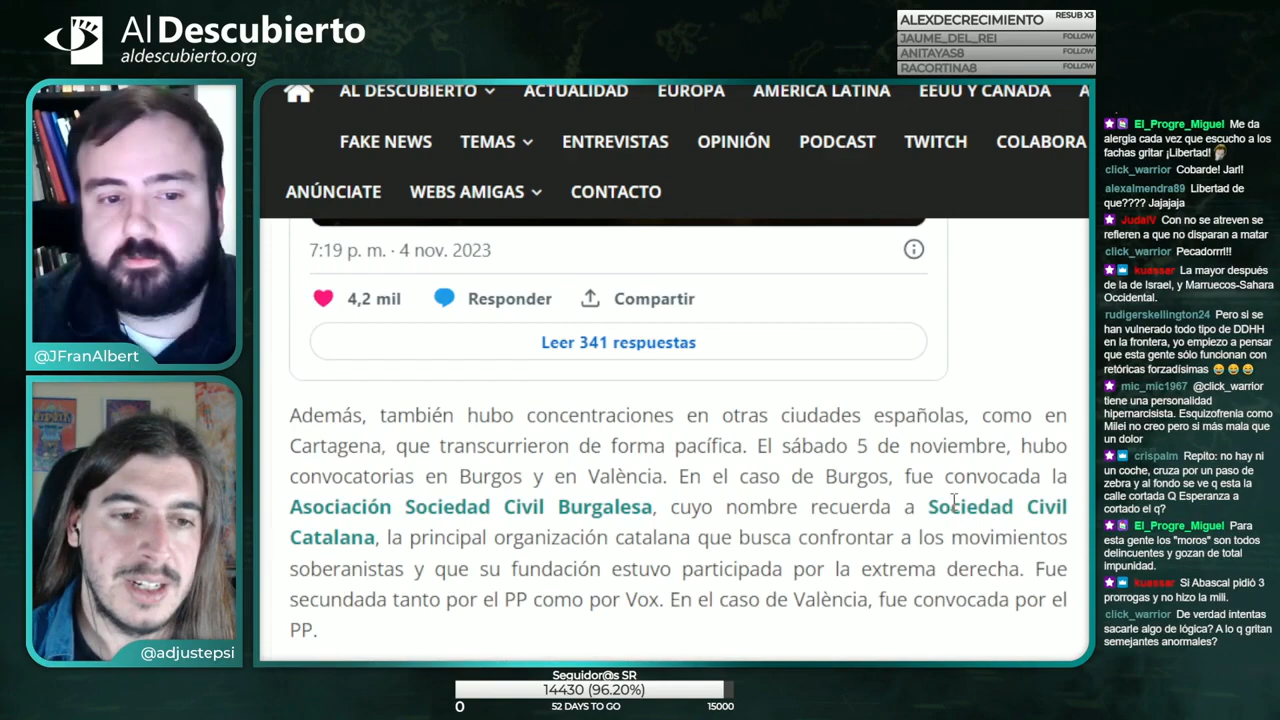 Al Descubierto
aldescubierto.org
ALEXDECRECIMIENTO RESUB X3
JAUME_DEL_REI FOLLOW
ANITAYAS8 FOLLOW
RACORTINA8 FOLLOW
@JFranAlbert
@adjustepsi
AL DESCUBIERTO ACTUALIDAD EUROPA AMÉRICA LATINA EEUU Y CANADÁ A
FAKE NEWS TEMAS ENTREVISTAS OPINIÓN PODCAST TWITCH COLABORA
ANÚNCIATE WEBS AMIGAS CONTACTO
7:19 p. m. · 4 nov. 2023
4,2 mil Responder Compartir
Leer 341 respuestas
Además, también hubo concentraciones en otras ciudades españolas, como en
Cartagena, que transcurrieron de forma pacífica. El sábado 5 de noviembre, hubo
convocatorias en Burgos y en València. En el caso de Burgos, fue convocada la
Asociación Sociedad Civil Burgalesa, cuyo nombre recuerda a Sociedad Civil
Catalana, la principal organización catalana que busca confrontar a los movimientos
soberanistas y que su fundación estuvo participada por la extrema derecha. Fue
secundada tanto por el PP como por Vox. En el caso de València, fue convocada por el
PP.
El_Progre_Miguel Me da
alergia cada vez que escucho a los
fachas gritar ¡Libertad!
click_warrior Cobarde! Jarl!
alexalmendra89 Libertad de
que???? Jajajaja
JudalV Con no se atreven se
refieren a que no disparan a matar
click_warrior Pecadorrr!!!
kuasser La mayor después
de la de Israel, y Marruecos-Sahara
Occidental.
rudigerskellington24 Pero si se
han vulnerado todo tipo de DDHH
en la frontera, yo empiezo a pensar
que esta gente sólo funcionan con
retóricas forzadísimas
mic_mic1967 @click_warrior
tiene una personalidad
hipernarcisista. Esquizofrenia como
Milei no creo pero si más mala que
un dolor
crispalm Repito: no hay ni
un coche, cruza por un paso de
zebra y al fondo se ve q esta la
calle cortada Q Esperanza a
cortado el q?
El_Progre_Miguel Para
esta gente los "moros" son todos
delincuentes y gozan de total
impunidad.
kuasser Si Abascal pidió 3
prorrogas y no hizo la mili.
click_warrior De verdad intentas
sacarle algo de lógica? A lo q gritan
semejantes anormales?
Seguidor@s SR
14430 (96.20%)
0 52 DAYS TO GO 15000